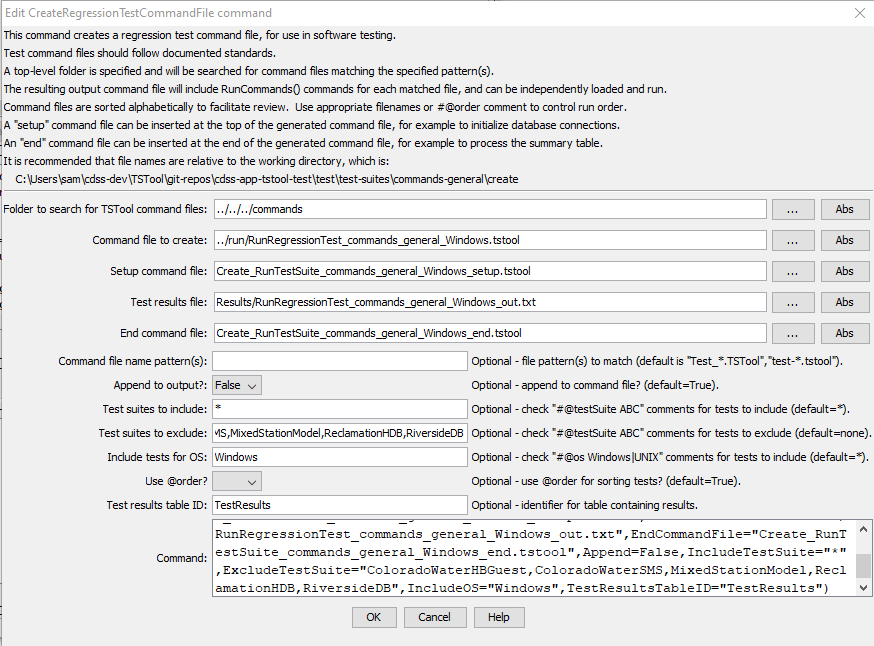 Edit CreateRegressionTestCommandFile command
This command creates a regression test command file, for use in software testing.
Test command files should follow documented standards.
A top-level folder is specified and will be searched for command files matching the specified pattern(s).
The resulting output command file will include RunCommands() commands for each matched file, and can be independently loaded and run.
Command files are sorted alphabetically to facilitate review.  Use appropriate filenames or #@order comment to control run order.
A "setup" command file can be inserted at the top of the generated command file, for example to initialize database connections.
An "end" command file can be inserted at the end of the generated command file, for example to process the summary table.
It is recommended that file names are relative to the working directory, which is:
C:\Users\sam\cdss-dev\TSTool\git-repos\cdss-app-tstool-test\test\test-suites\commands-general\create
Folder to search for TSTool command files: ../../../commands ... Abs
Command file to create: ../run/RunRegressionTest_commands_general_Windows.tstool ... Abs
Setup command file: Create_RunTestSuite_commands_general_Windows_setup.tstool ... Abs
Test results file: Results/RunRegressionTest_commands_general_Windows_out.txt ... Abs
End command file: Create_RunTestSuite_commands_general_Windows_end.tstool ... Abs
Command file name pattern(s): Optional - file pattern(s) to match (default is "Test_*.TSTool","test-*.tstool").
Append to output?: False Optional - append to command file? (default=True).
Test suites to include: * Optional - check "#@testSuite ABC" comments for tests to include (default=*).
Test suites to exclude: MS,MixedStationModel,ReclamationHDB,RiversideDB Optional - check "#@testSuite ABC" comments for tests to exclude (default=none).
Include tests for OS: Windows Optional - check "#@os Windows|UNIX" comments for tests to include (default=*).
Use @order? Optional - use @order for sorting tests? (default=True).
Test results table ID: TestResults Optional - identifier for table containing results.
Command:
RunRegressionTest_commands_general_Windows_out.txt",EndCommandFile="Create_RunT
estSuite_commands_general_Windows_end.tstool",Append=False,IncludeTestSuite="*"
,ExcludeTestSuite="ColoradoWaterHBGuest,ColoradoWaterSMS,MixedStationModel,Recl
amationHDB,RiversideDB",IncludeOS="Windows",TestResultsTableID="TestResults")
OK Cancel Help